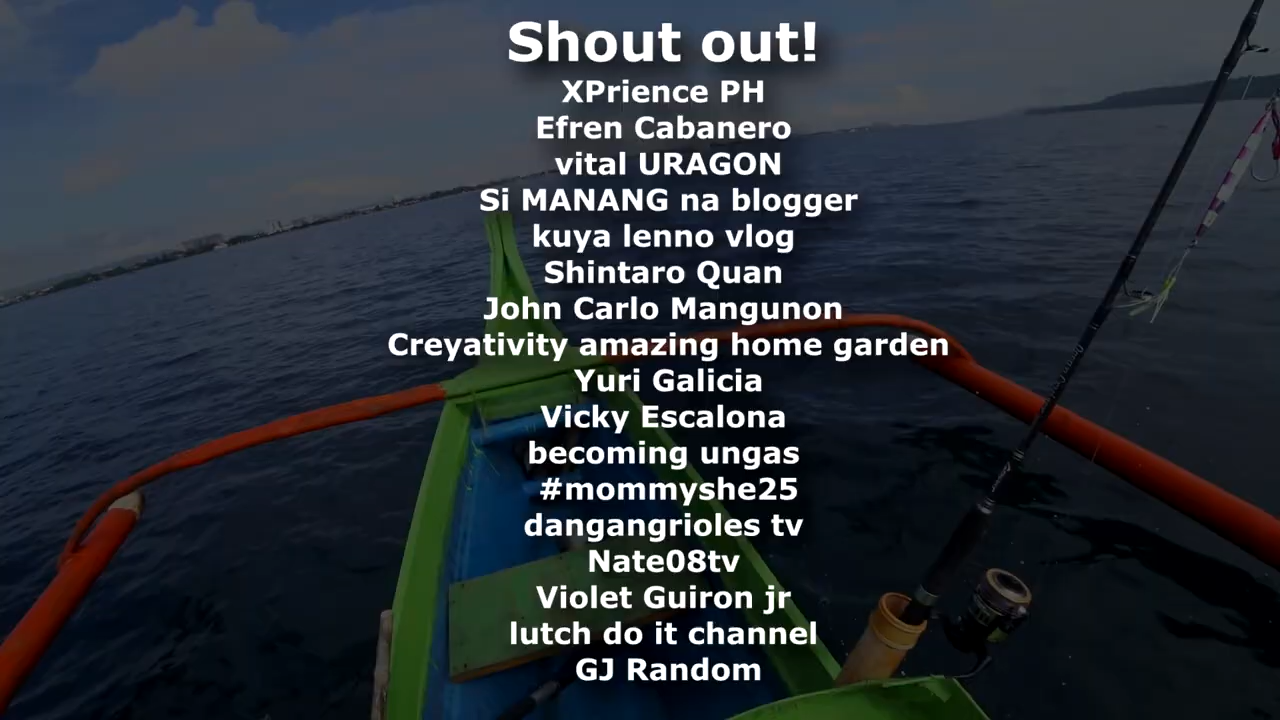 Shout out!
XPrience PH
Efren Cabanero
vital URAGON
Si MANANG na blogger
kuya lenno vlog
Shintaro Quan
John Carlo Mangunon
Creyativity amazing home garden
Yuri Galicia
Vicky Escalona
becoming ungas
#mommyshe25
dangangrioles tv
Nate08tv
Violet Guiron jr
lutch do it channel
GJ Random